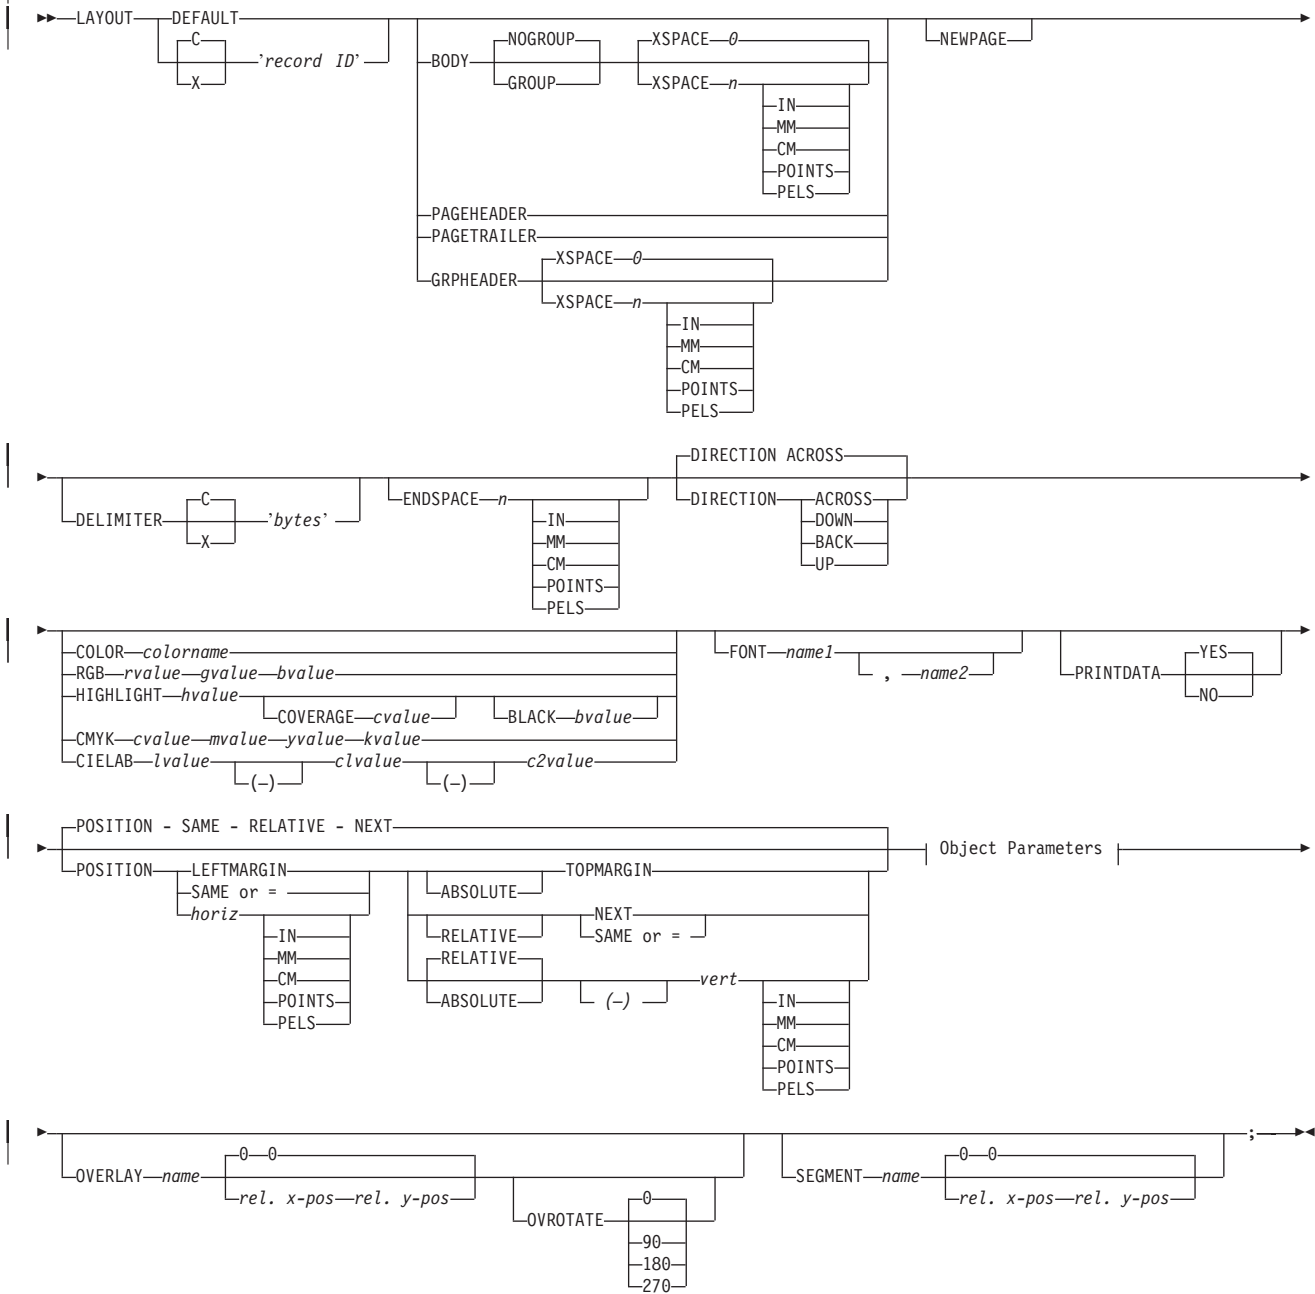 LAYOUT DEFAULT
C
'record ID'
X
BODY NOGROUP XSPACE 0
GROUP XSPACE n
IN
MM
CM
POINTS
PELS
NEWPAGE
PAGEHEADER
PAGETRAILER
GRPHEADER XSPACE 0
XSPACE n
IN
MM
CM
POINTS
PELS
DELIMITER C 'bytes'
X
ENDSPACE n
IN
MM
CM
POINTS
PELS
DIRECTION ACROSS
DIRECTION ACROSS
DOWN
BACK
UP
COLOR colorname
RGB rvalue gvalue bvalue
HIGHLIGHT hvalue
COVERAGE cvalue BLACK bvalue
CMYK cvalue mvalue yvalue kvalue
CIELAB lvalue (–) clvalue (–) c2value
FONT name1
, name2
PRINTDATA YES
NO
POSITION - SAME - RELATIVE - NEXT
POSITION LEFTMARGIN
SAME or =
horiz
IN
MM
CM
POINTS
PELS
ABSOLUTE TOPMARGIN
RELATIVE NEXT
SAME or =
RELATIVE
ABSOLUTE (–) vert
IN
MM
CM
POINTS
PELS
Object Parameters
OVERLAY name 0 0
rel. x-pos rel. y-pos
OVROTATE 0
90
180
270
SEGMENT name 0 0
rel. x-pos rel. y-pos
;